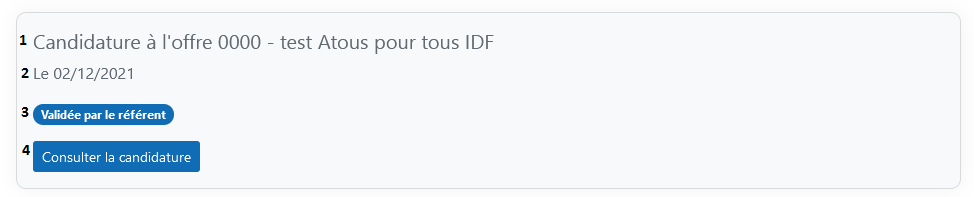 1 Candidature à l'offre 0000 - test Atous pour tous IDF
2 Le 02/12/2021
3 Validée par le référent
4 Consulter la candidature